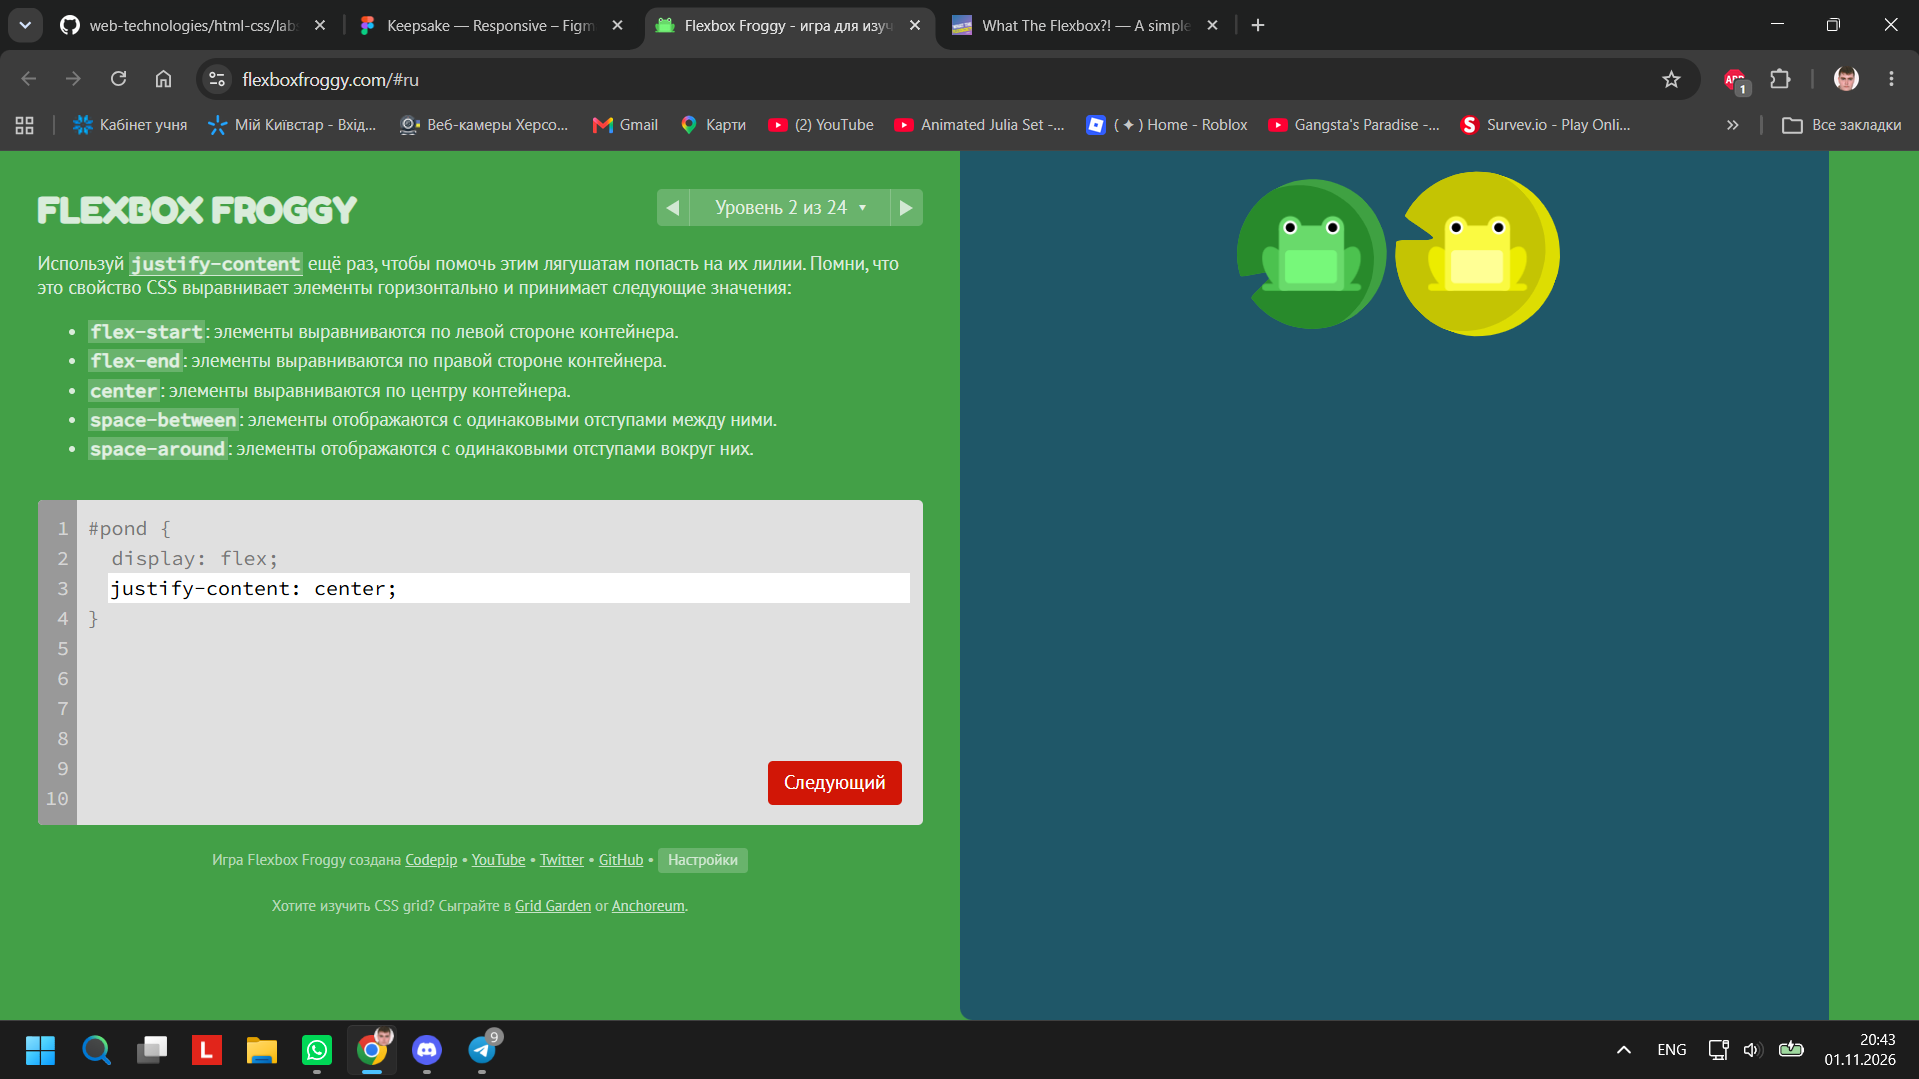 web-technologies/html-css/labs
Keepsake — Responsive – Figm
Flexbox Froggy - игра для изуч
What The Flexbox?! — A simple
flexboxfroggy.com/#ru
ABP
1
Кабінет учня
Мій Київстар - Вхід...
Веб-камеры Херсо...
Gmail
Карти
(2) YouTube
Animated Julia Set -...
( ✦ ) Home - Roblox
Gangsta's Paradise -...
Survev.io - Play Onli...
Все закладки
FLEXBOX FROGGY
Уровень 2 из 24
Используй justify-content ещё раз, чтобы помочь этим лягушатам попасть на их лилии. Помни, что
это свойство CSS выравнивает элементы горизонтально и принимает следующие значения:
• flex-start: элементы выравниваются по левой стороне контейнера.
• flex-end: элементы выравниваются по правой стороне контейнера.
• center: элементы выравниваются по центру контейнера.
• space-between: элементы отображаются с одинаковыми отступами между ними.
• space-around: элементы отображаются с одинаковыми отступами вокруг них.
1 #pond {
2 display: flex;
3 justify-content: center;
4 }
5
6
7
8
9
10
Следующий
Игра Flexbox Froggy создана Codepip • YouTube • Twitter • GitHub • Настройки
Хотите изучить CSS grid? Сыграйте в Grid Garden or Anchoreum.
L
9
ENG
20:43
01.11.2026